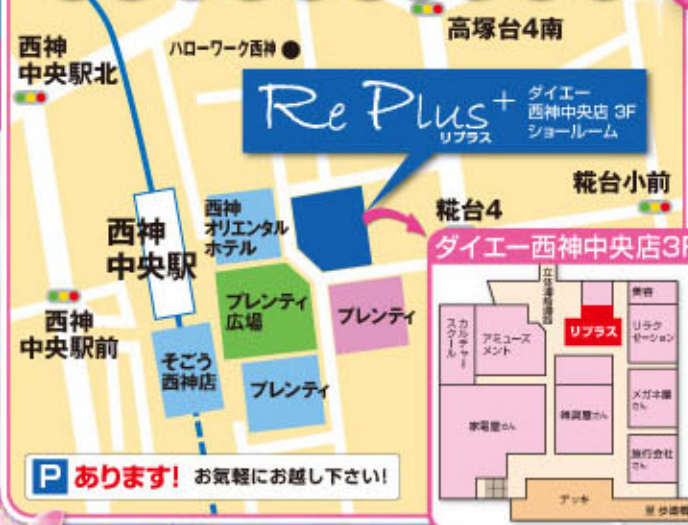 高塚台4南
西神
中央駅北
ハローワーク西神
Re Plus+
リプラス
ダイエー
西神中央店 3F
ショールーム
糀台小前
糀台4
西神
オリエンタル
ホテル
西神
中央駅
プレンティ
広場
プレンティ
西神
中央駅前
そごう
西神店
プレンティ
P あります! お気軽にお越し下さい!
ダイエー西神中央店3F
美容
カルチャー
スクール
アミューズ
メント
リプラス
リラク
ゼーション
メガネ屋
さん
家電屋さん
雑貨屋さん
旅行会社
さん
デッキ